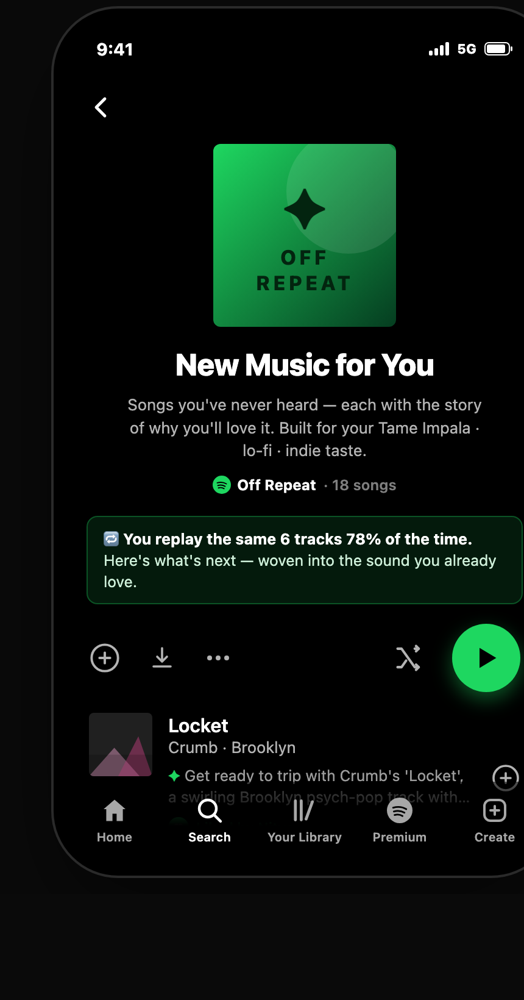 9:41
5G
OFF
REPEAT
New Music for You
Songs you've never heard — each with the story
of why you'll love it. Built for your Tame Impala ·
lo-fi · indie taste.
Off Repeat · 18 songs
🔁 You replay the same 6 tracks 78% of the time.
Here's what's next — woven into the sound you already
love.
Locket
Crumb · Brooklyn
✦ Get ready to trip with Crumb's 'Locket',
a swirling Brooklyn psych-pop track with...
Home
Search
Your Library
Premium
Create